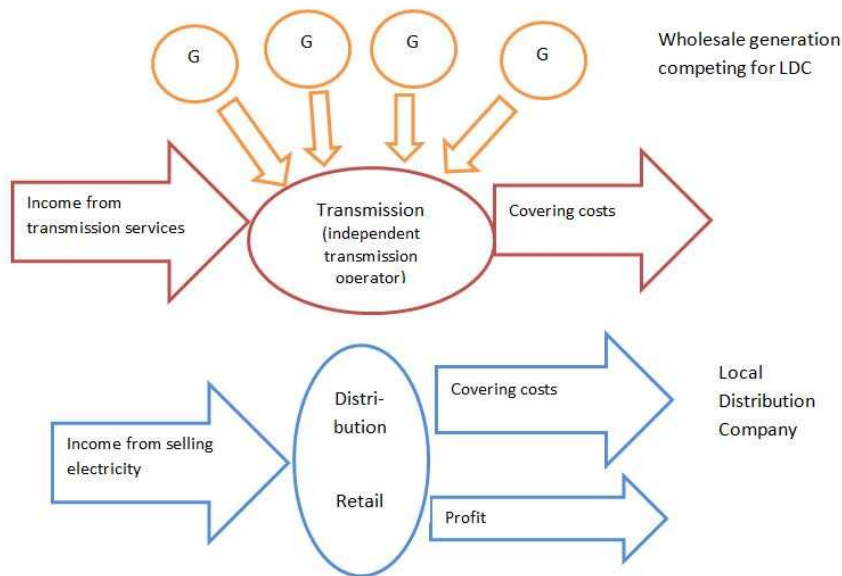 G
G
G
G
Wholesale generation
competing for LDC
Income from
transmission services
Transmission
(independent
transmission
operator)
Covering costs
Distri-
bution
Retail
Income from selling
electricity
Covering costs
Profit
Local
Distribution
Company